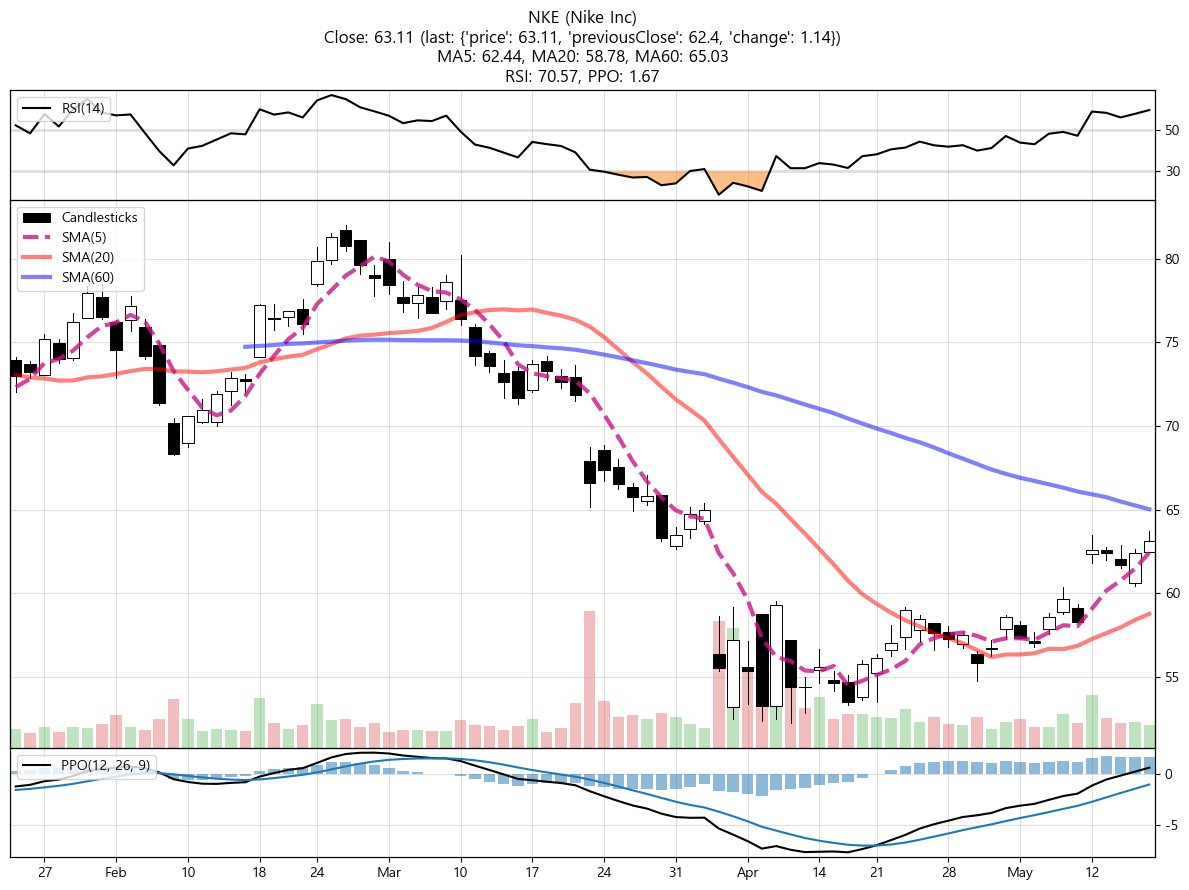 NKE (Nike Inc)
Close: 63.11 (last: {'price': 63.11, 'previousClose': 62.4, 'change': 1.14})
MA5: 62.44, MA20: 58.78, MA60: 65.03
RSI: 70.57, PPO: 1.67
RSI(14)
50
30
Candlesticks
SMA(5)
SMA(20)
SMA(60)
80
75
70
65
60
55
PPO(12, 26, 9)
0
-5
27 Feb 10 18 24 Mar 10 17 24 31 Apr 14 21 28 May 12